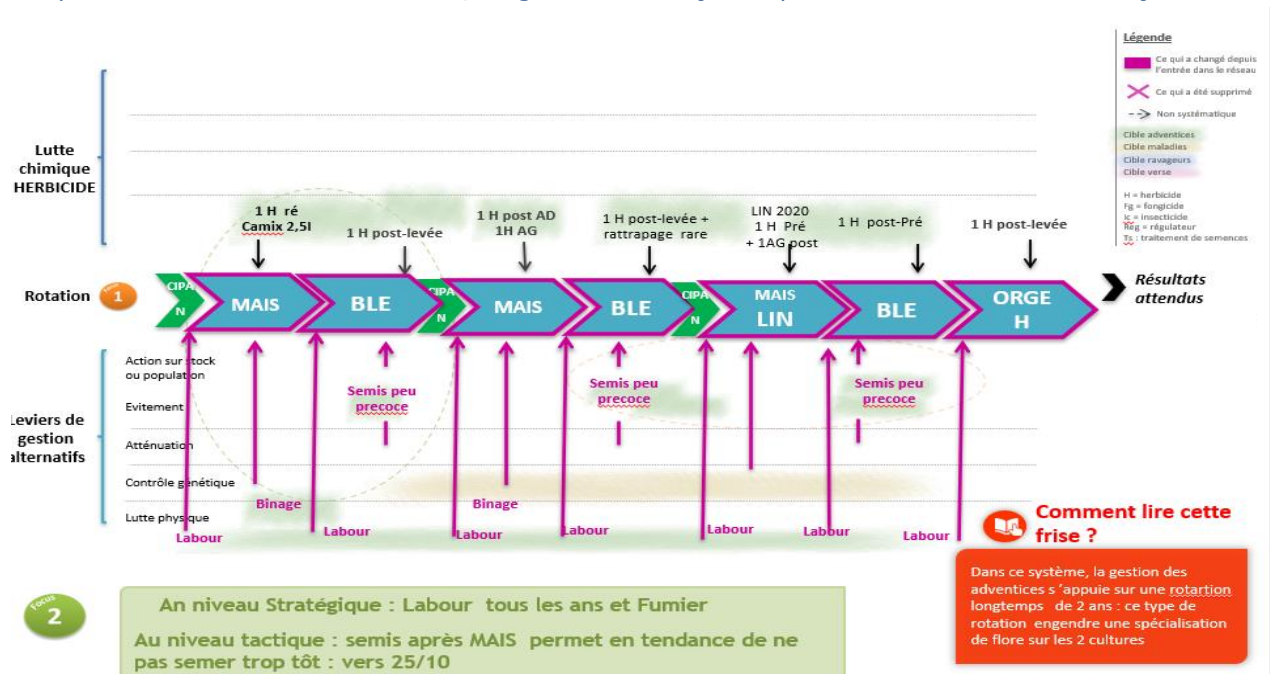 Légende
Ce qui a changé depuis
l'entrée dans le réseau
Ce qui a été supprimé
Non systématique
Cible adventices
Cible maladies
Cible ravageurs
Cible verse
H = herbicide
Fg = fongicide
Ic = insecticide
Rég = régulateur
Ts : traitement de semences
Lutte
chimique
HERBICIDE
1 H ré
Camix 2,5l
1 H post-levée
1 H post AD
1H AG
1 H post-levée +
rattrapage rare
LIN 2020
1 H Pré
+ 1AG post
1 H post-Pré
1 H post-levée
Rotation
1
CIPA
N
MAIS
BLE
CIPA
N
MAIS
BLE
CIPA
N
MAIS
LIN
BLE
ORGE
H
Résultats
attendus
Leviers de
gestion
alternatifs
Action sur stock
ou population
Evitement
Atténuation
Contrôle génétique
Lutte physique
Semis peu
precoce
Semis peu
precoce
Semis peu
precoce
Binage
Binage
Labour
Labour
Labour
Labour
Labour
Labour
Labour
Comment lire cette
frise ?
Dans ce système, la gestion des
adventices s 'appuie sur une rotartion
longtemps de 2 ans : ce type de
rotation engendre une spécialisation
de flore sur les 2 cultures
Focus
2
An niveau Stratégique : Labour tous les ans et Fumier
Au niveau tactique : semis après MAIS permet en tendance de ne
pas semer trop tôt : vers 25/10